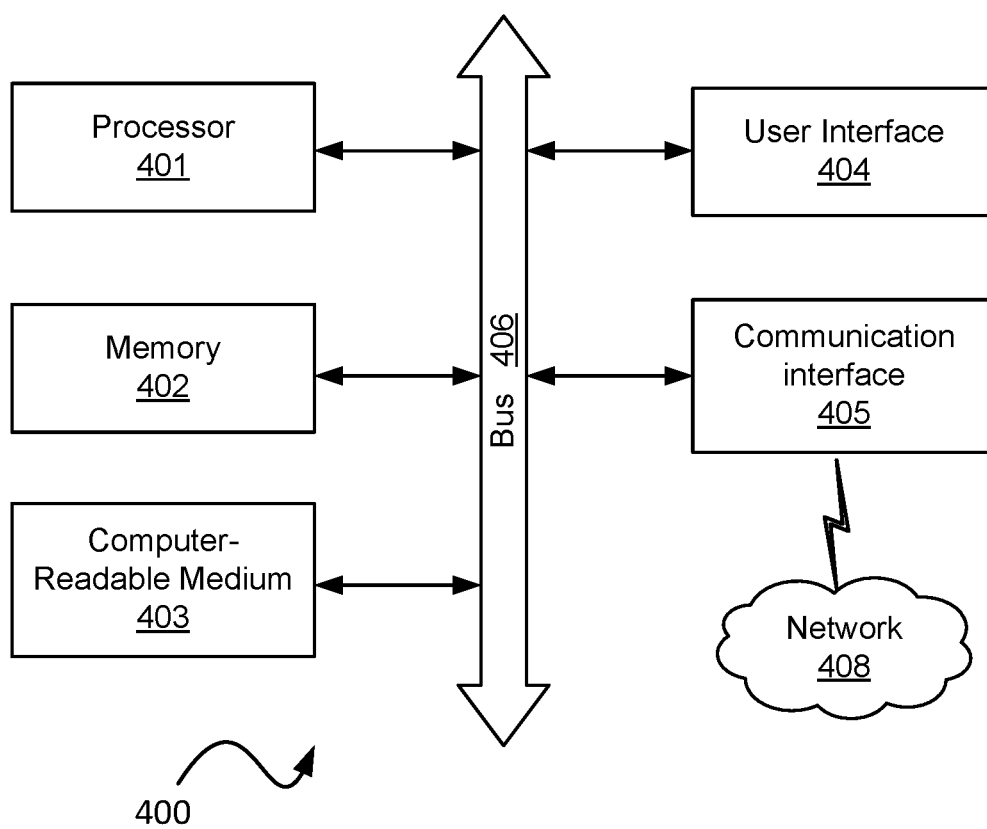 Processor
401
Memory
402
Computer-
Readable Medium
403
Bus 406
User Interface
404
Communication
interface
405
Network
408
400